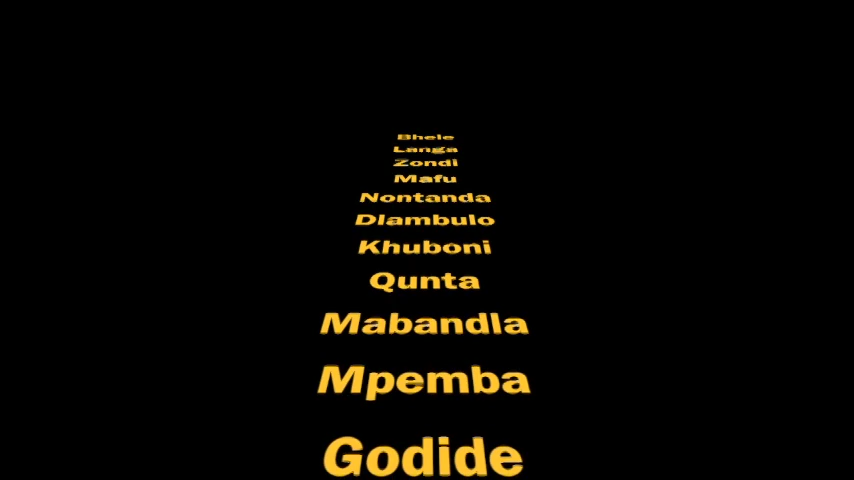 Bhele
Langa
Zondi
Mafu
Nontanda
Dlambulo
Khuboni
Qunta
Mabandla
Mpemba
Godide